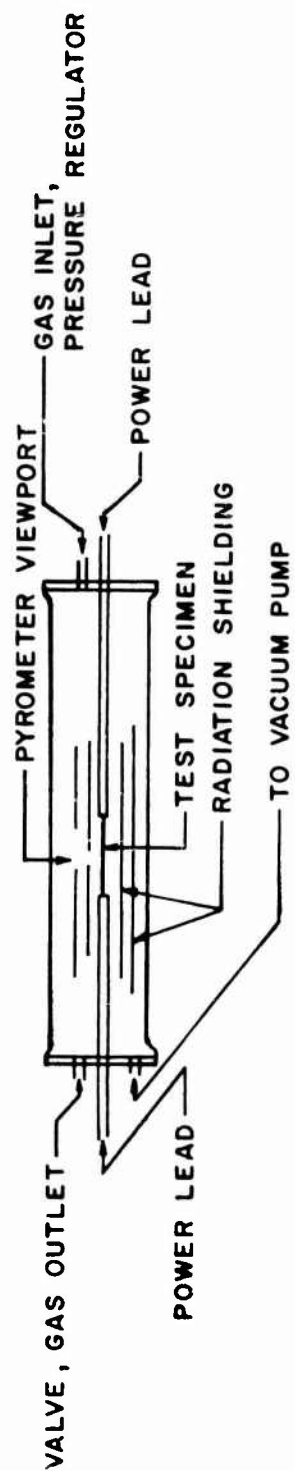 VALVE, GAS OUTLET
PYROMETER VIEWPORT
GAS INLET,
PRESSURE REGULATOR
POWER LEAD
TEST SPECIMEN
RADIATION SHIELDING
TO VACUUM PUMP
POWER LEAD